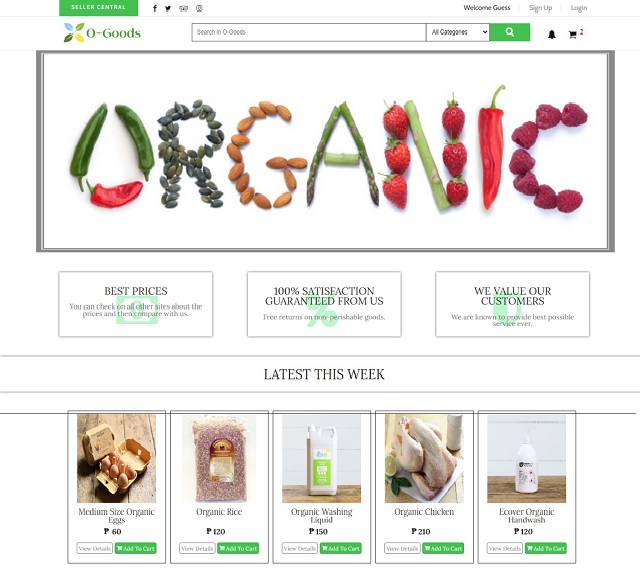 SELLER CENTRAL
Welcome Guess
Sign Up
Login
O-Goods
Search in O-Goods
All Categories
2
ORGANIC
BEST PRICES
You can check on all other sites about the
prices and then compare with us.
100% SATISFACTION
GUARANTEED FROM US
Free returns on non-perishable goods.
WE VALUE OUR
CUSTOMERS
We are known to provide best possible
service ever.
LATEST THIS WEEK
Medium Size Organic
Eggs
₱ 60
View Details
Add To Cart
Organic Rice
₱ 120
View Details
Add To Cart
Organic Washing
Liquid
₱ 150
View Details
Add To Cart
Organic Chicken
₱ 210
View Details
Add To Cart
Ecover Organic
Handwash
₱ 120
View Details
Add To Cart